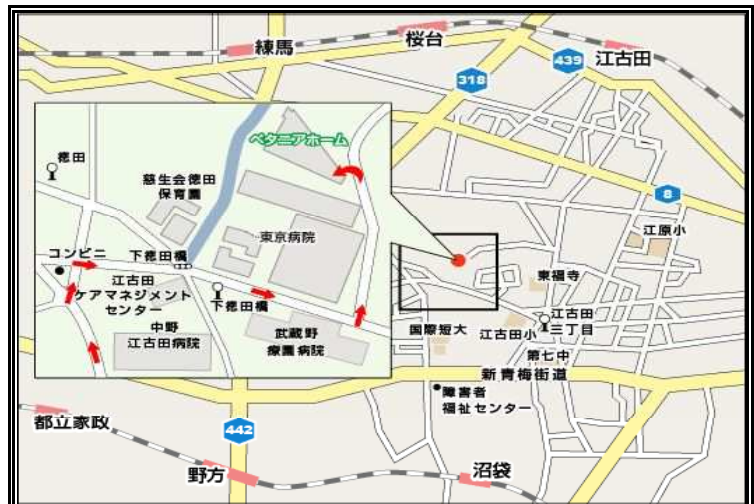 練馬
桜台
江古田
439
318
8
ベタニアホーム
徳田
慈生会徳田
保育園
東京病院
コンビニ
下徳田橋
江古田
ケアマネジメント
センター
下徳田橋
中野
江古田病院
武蔵野
療園病院
江原小
東福寺
江古田
三丁目
国際短大
江古田小
第七中
新青梅街道
障害者
福祉センター
都立家政
442
野方
沼袋